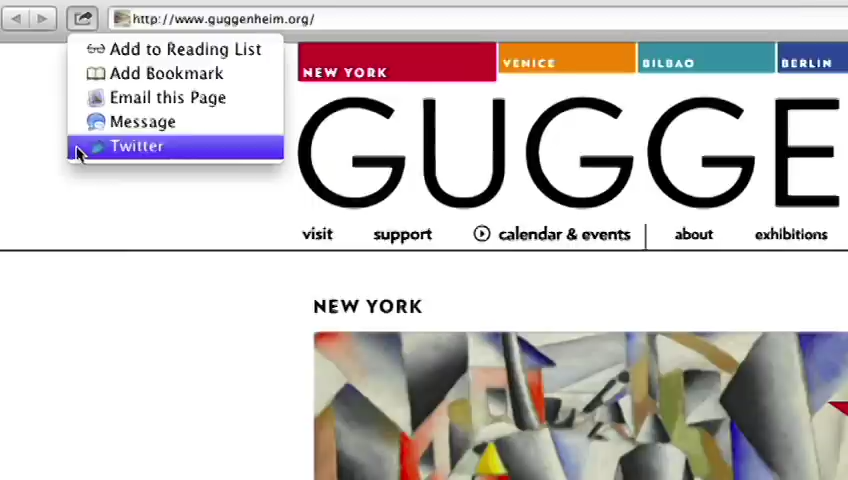 http://www.guggenheim.org/
Add to Reading List
Add Bookmark
Email this Page
Message
Twitter
NEW YORK
VENICE
BILBAO
BERLIN
GUGGE
visit
support
calendar & events
about
exhibitions
NEW YORK